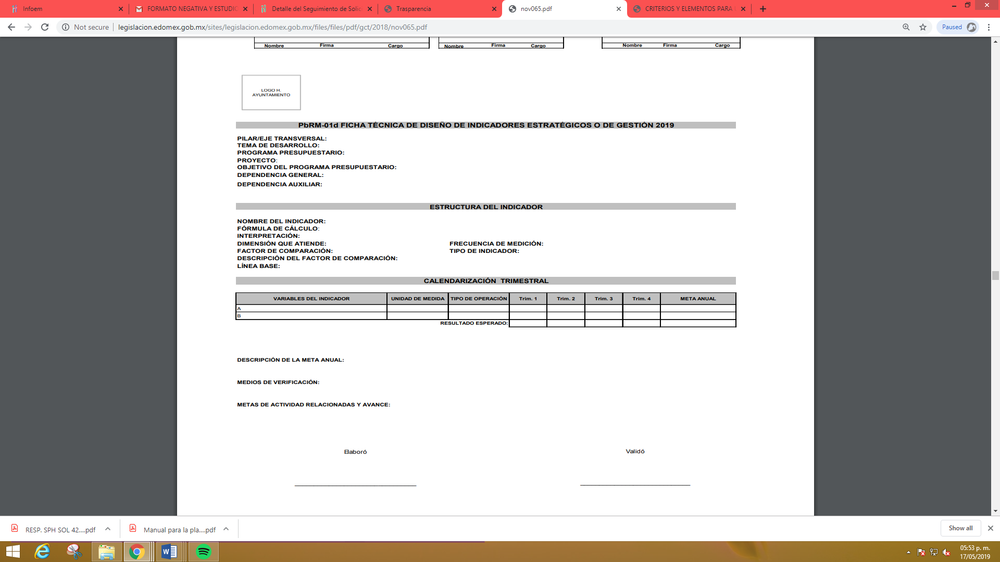 Infoem
FORMATO NEGATIVA Y ESTUDIO
Detalle del Seguimiento de Solic
Trasparencia
nov065.pdf
CRITERIOS Y ELEMENTOS PARA
Not secure
legislacion.edomex.gob.mx/sites/legislacion.edomex.gob.mx/files/files/pdf/gct/2018/nov065.pdf
Paused
Nombre Firma Cargo Nombre Firma Cargo Nombre Firma Cargo
LOGO H.
AYUNTAMIENTO
PbRM-01d FICHA TÉCNICA DE DISEÑO DE INDICADORES ESTRATÉGICOS O DE GESTIÓN 2019
PILAR/EJE TRANSVERSAL:
TEMA DE DESARROLLO:
PROGRAMA PRESUPUESTARIO:
PROYECTO:
OBJETIVO DEL PROGRAMA PRESUPUESTARIO:
DEPENDENCIA GENERAL:
DEPENDENCIA AUXILIAR:
ESTRUCTURA DEL INDICADOR
NOMBRE DEL INDICADOR:
FÓRMULA DE CÁLCULO:
INTERPRETACIÓN:
DIMENSIÓN QUE ATIENDE: FRECUENCIA DE MEDICIÓN:
FACTOR DE COMPARACIÓN: TIPO DE INDICADOR:
DESCRIPCIÓN DEL FACTOR DE COMPARACIÓN:
LÍNEA BASE:
CALENDARIZACIÓN TRIMESTRAL
VARIABLES DEL INDICADOR UNIDAD DE MEDIDA TIPO DE OPERACIÓN Trim. 1 Trim. 2 Trim. 3 Trim. 4 META ANUAL
A
B
RESULTADO ESPERADO:
DESCRIPCIÓN DE LA META ANUAL:
MEDIOS DE VERIFICACIÓN:
METAS DE ACTIVIDAD RELACIONADAS Y AVANCE:
Elaboró Validó
RESP. SPH SOL 42....pdf
Manual para la pla....pdf
Show all
05:53 p. m.
17/05/2019